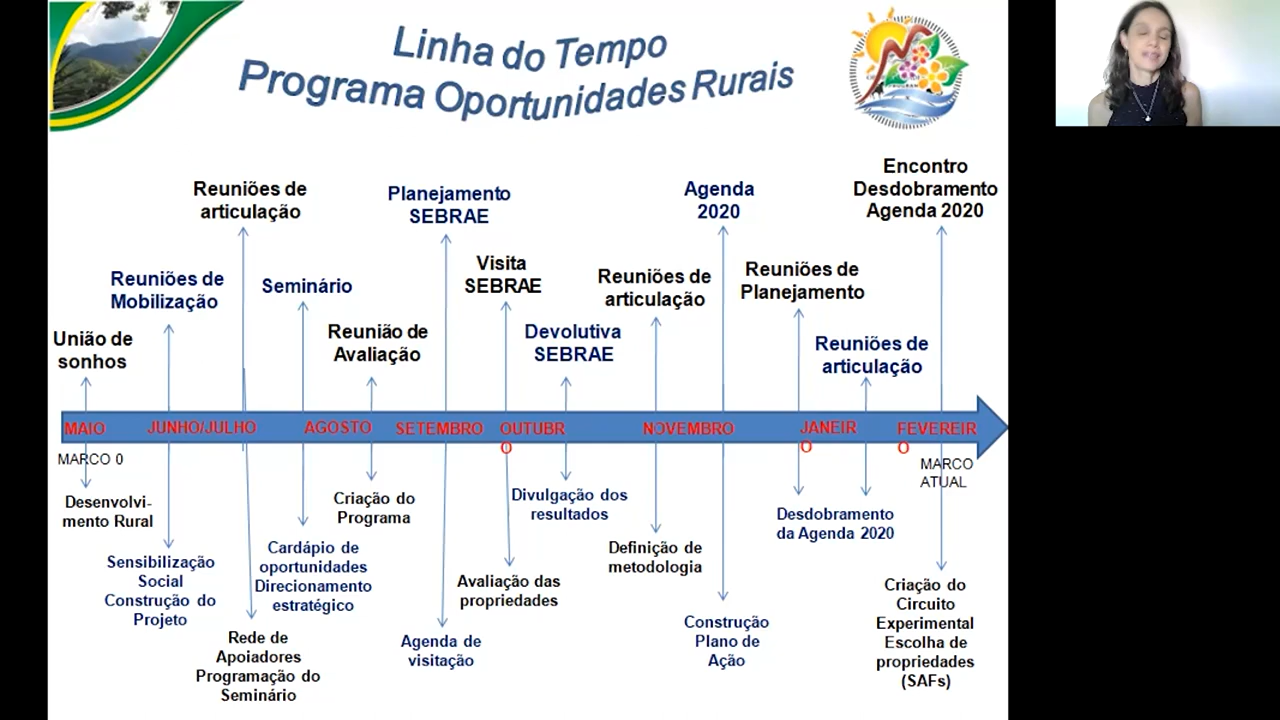 Linha do Tempo
Programa Oportunidades Rurais
Encontro
Desdobramento
Agenda 2020
Reuniões de
articulação
Planejamento
SEBRAE
Agenda
2020
Visita
SEBRAE
Reuniões de
articulação
Reuniões de
Planejamento
Reuniões de
Mobilização
Seminário
Reunião de
Avaliação
Devolutiva
SEBRAE
União de
sonhos
Reuniões de
articulação
MAIO
JUNHO/JULHO
AGOSTO
SETEMBRO
OUTUBR
O
NOVEMBRO
JANEIR
O
FEVEREIR
O
MARCO 0
MARCO
ATUAL
Desenvolvi-
mento Rural
Criação do
Programa
Divulgação dos
resultados
Desdobramento
da Agenda 2020
Sensibilização
Social
Construção do
Projeto
Cardápio de
oportunidades
Direcionamento
estratégico
Definição de
metodologia
Avaliação das
propriedades
Criação do
Circuito
Experimental
Escolha de
propriedades
(SAFs)
Rede de
Apoiadores
Programação do
Seminário
Agenda de
visitação
Construção
Plano de
Ação